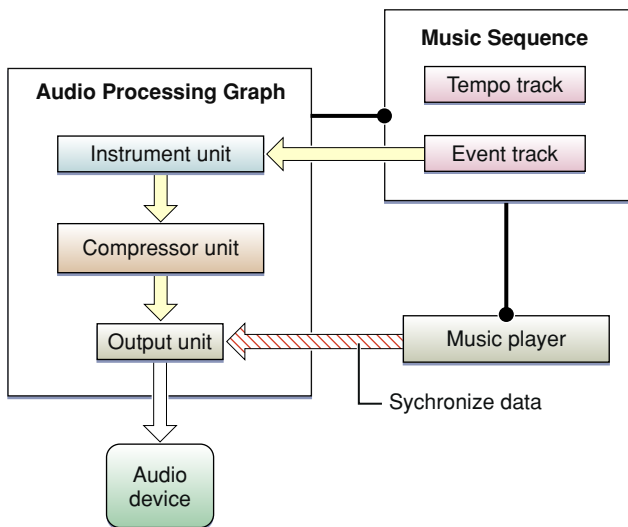 Music Sequence
Tempo track
Event track
Audio Processing Graph
Instrument unit
Compressor unit
Output unit
Music player
Sychronize data
Audio
device